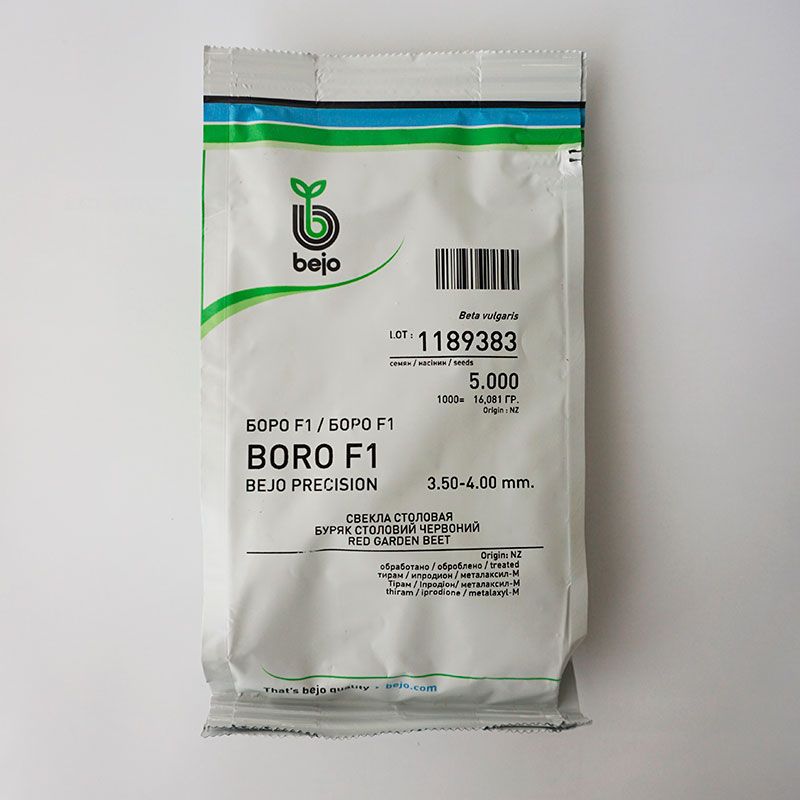 bejo
Beta vulgaris
LOT : 1189383
семян / насінин / seeds
5.000
1000= 16,081 ГР.
Origin : NZ
БОРО F1 / БОРО F1
BORO F1
BEJO PRECISION 3.50-4.00 mm.
СВЕКЛА СТОЛОВАЯ
БУРЯК СТОЛОВИЙ ЧЕРВОНИЙ
RED GARDEN BEET
Origin: NZ
обработано / оброблено / treated
тирам / ипродион / металаксил-М
Тірам / Іпродіон/ металаксил-М
thiram / iprodione / metalaxyl-M
That's bejo quality • bejo.com